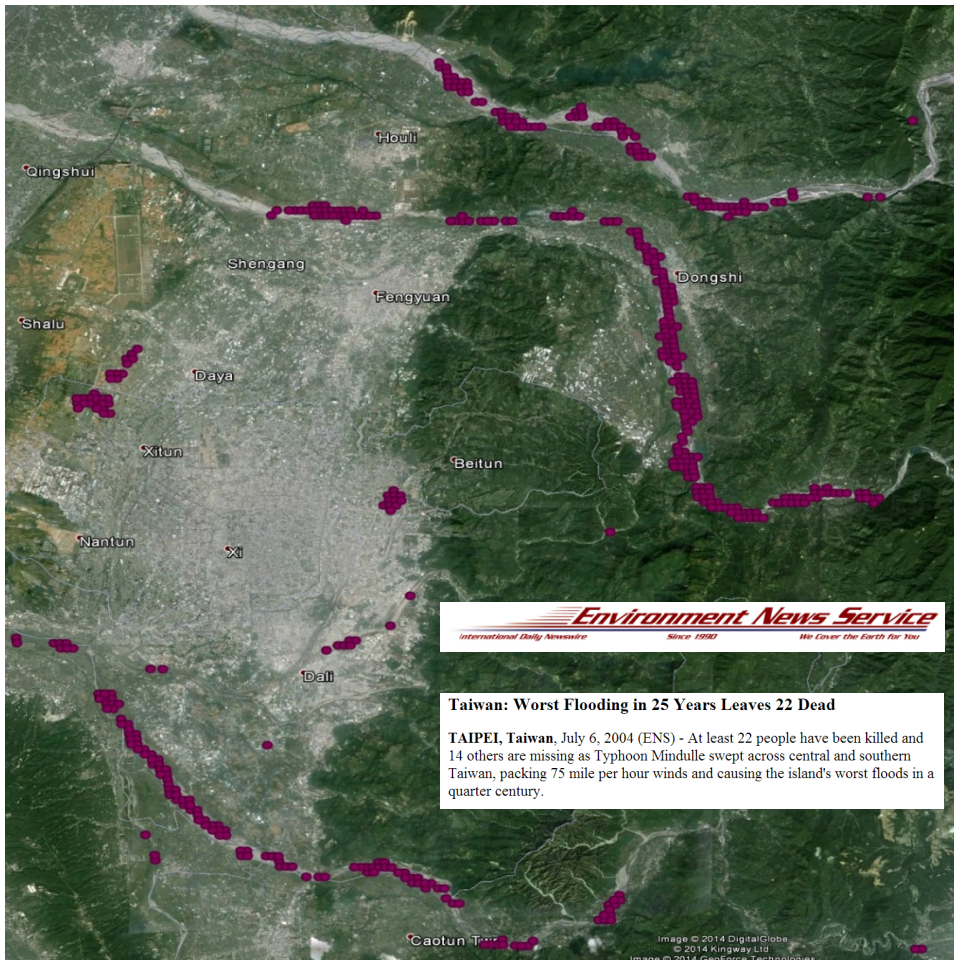 Houli
Qingshui
Shengang
Dongshi
Fengyuan
Shalu
Daya
Xitun
Beitun
Nantun
Xi
Environment News Service
International Daily Newswire Since 1990 We Cover the Earth for You
Dali
Taiwan: Worst Flooding in 25 Years Leaves 22 Dead
TAIPEI, Taiwan, July 6, 2004 (ENS) - At least 22 people have been killed and
14 others are missing as Typhoon Mindulle swept across central and southern
Taiwan, packing 75 mile per hour winds and causing the island's worst floods in a
quarter century.
Caotun
Image © 2014 DigitalGlobe
© 2014 Kingway Ltd
Image © 2014 GeoForce Technologies